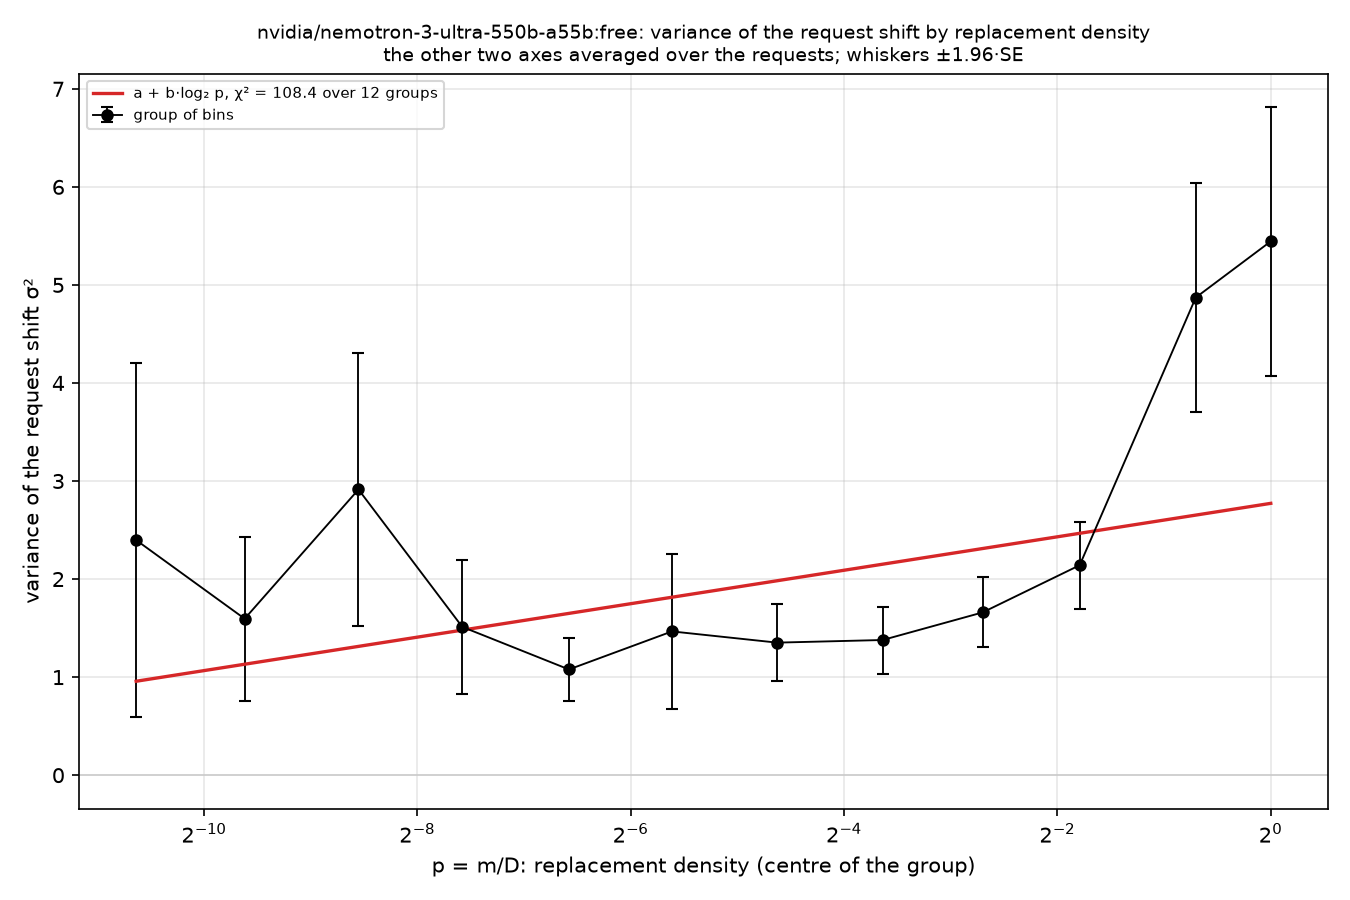 nvidia/nemotron-3-ultra-550b-a55b:free: variance of the request shift by replacement density
the other two axes averaged over the requests; whiskers ±1.96·SE
a + b·log₂ p, χ² = 108.4 over 12 groups
group of bins
variance of the request shift σ²
7
6
5
4
3
2
1
0
2⁻¹⁰ 2⁻⁸ 2⁻⁶ 2⁻⁴ 2⁻² 2⁰
p = m/D: replacement density (centre of the group)